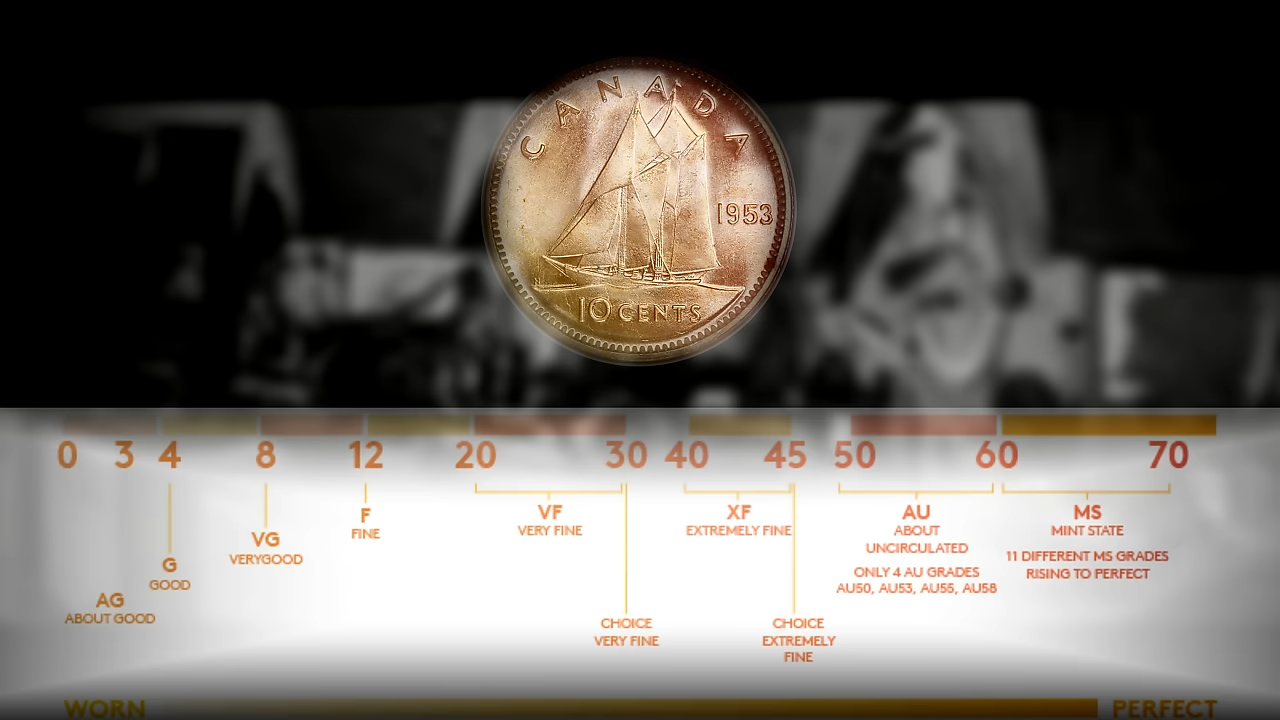 CANADA
1953
10 CENTS
0 3 4 8 12 20 30 40 45 50 60 70
AG
ABOUT GOOD
G
GOOD
VG
VERYGOOD
F
FINE
VF
VERY FINE
CHOICE
VERY FINE
XF
EXTREMELY FINE
CHOICE
EXTREMELY
FINE
AU
ABOUT
UNCIRCULATED
ONLY 4 AU GRADES
AU50, AU53, AU55, AU58
MS
MINT STATE
11 DIFFERENT MS GRADES
RISING TO PERFECT
WORN PERFECT